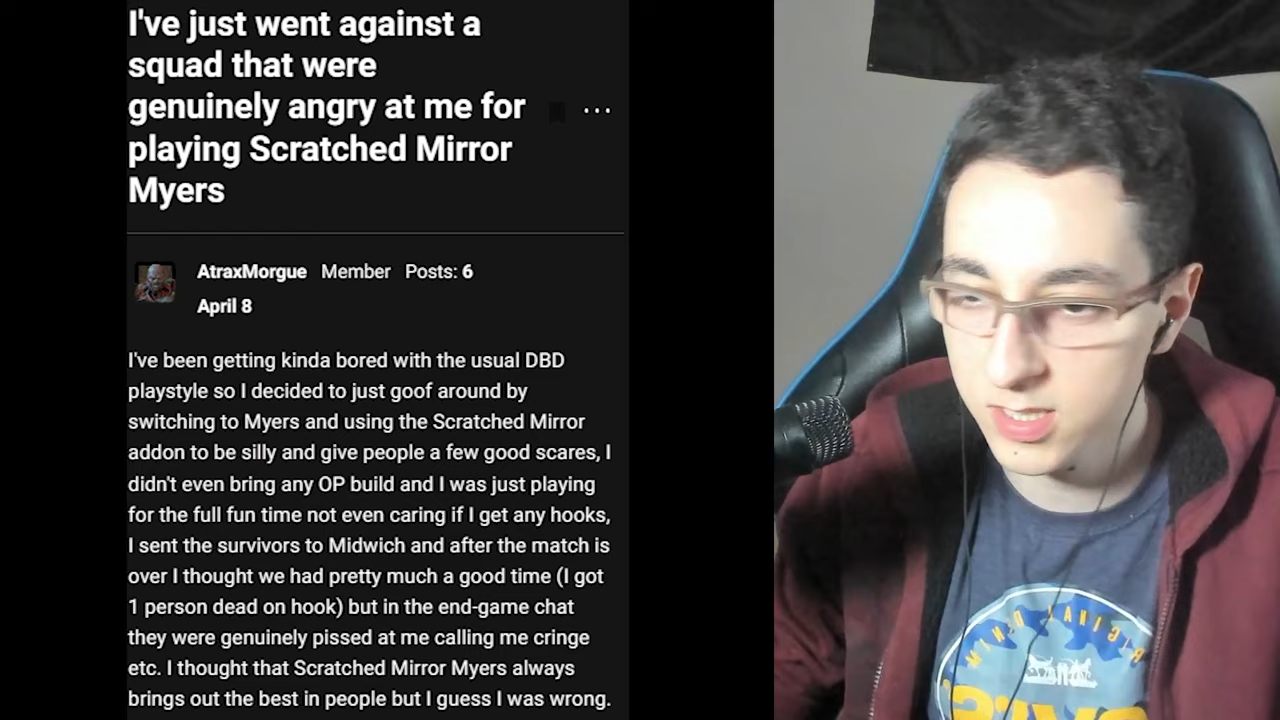 I've just went against a
squad that were
genuinely angry at me for
playing Scratched Mirror
Myers
AtraxMorgue Member Posts: 6
April 8
I've been getting kinda bored with the usual DBD
playstyle so I decided to just goof around by
switching to Myers and using the Scratched Mirror
addon to be silly and give people a few good scares, I
didn't even bring any OP build and I was just playing
for the full fun time not even caring if I get any hooks,
I sent the survivors to Midwich and after the match is
over I thought we had pretty much a good time (I got
1 person dead on hook) but in the end-game chat
they were genuinely pissed at me calling me cringe
etc. I thought that Scratched Mirror Myers always
brings out the best in people but I guess I was wrong.